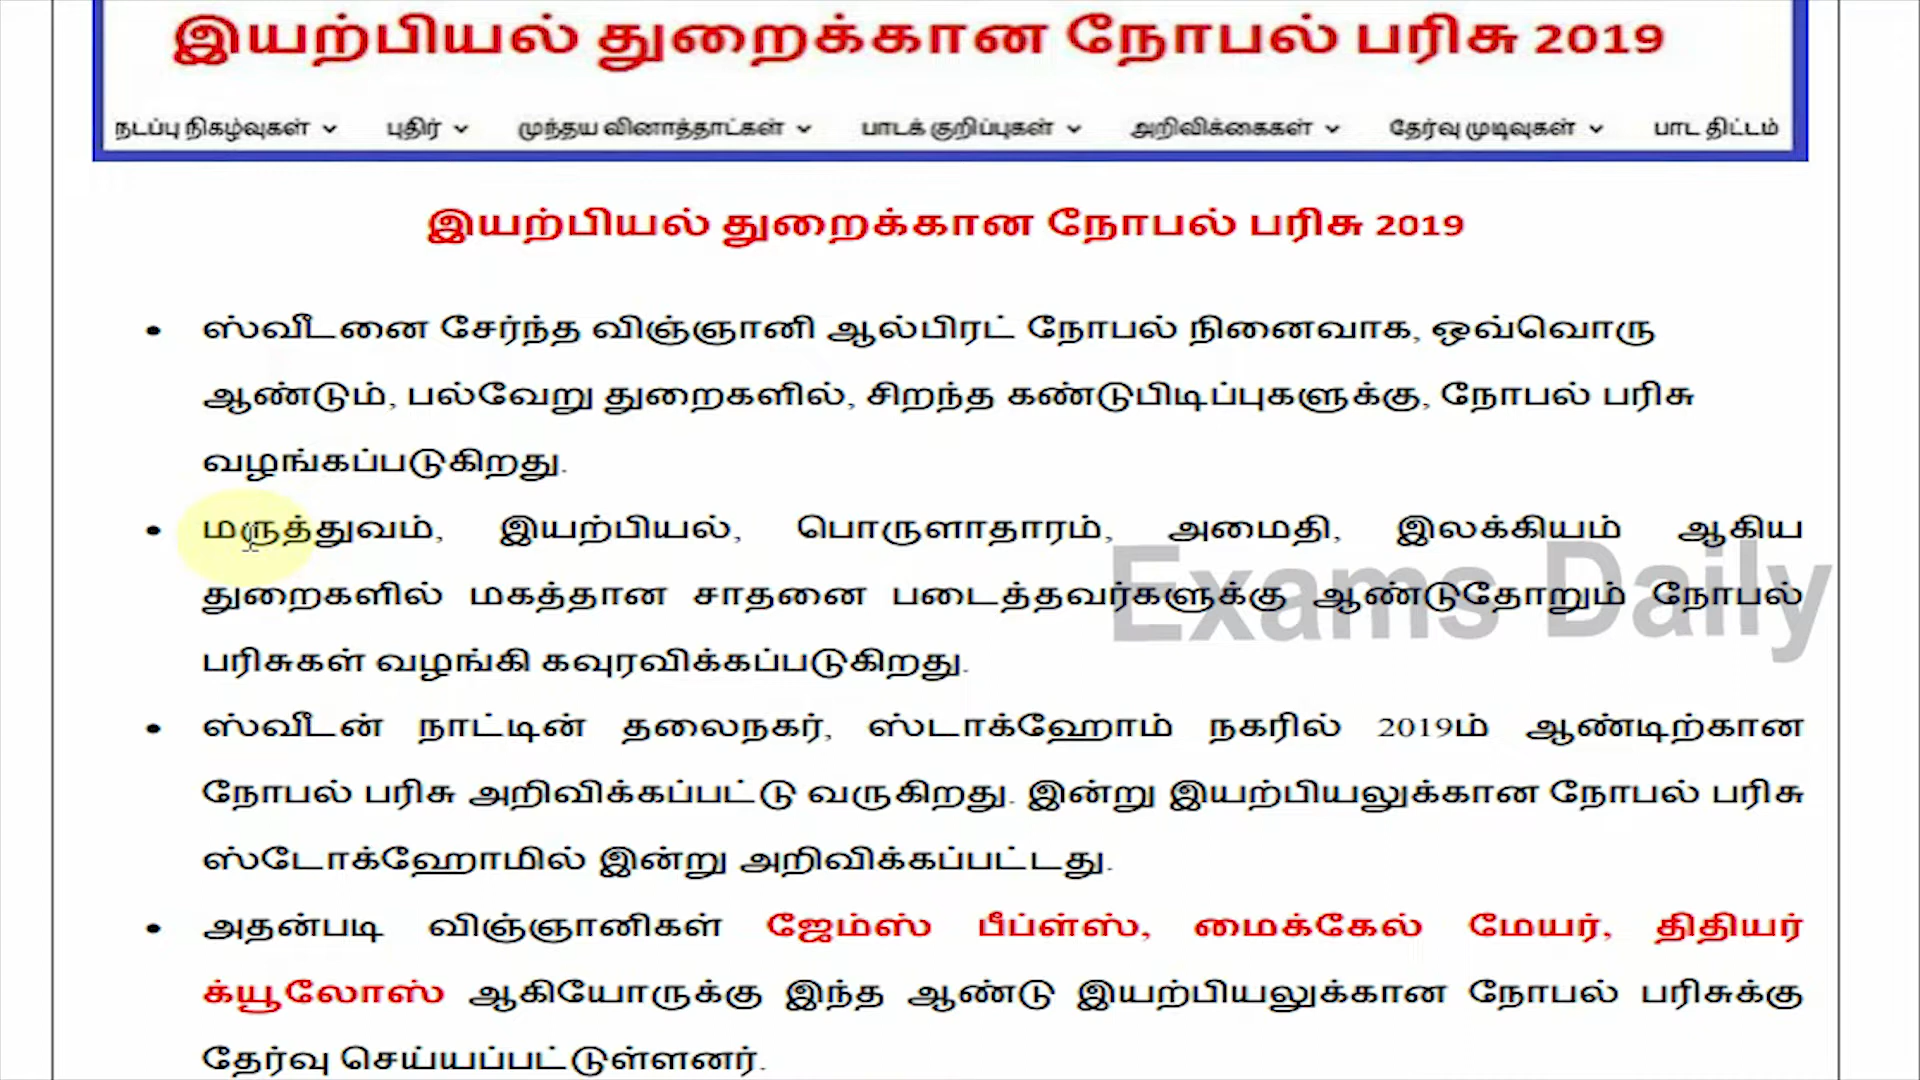 இயற்பியல் துறைக்கான நோபல் பரிசு 2019
நடப்பு நிகழ்வுகள் புதிர் முந்தய வினாத்தாட்கள் பாடக் குறிப்புகள் அறிவிக்கைகள் தேர்வு முடிவுகள் பாட திட்டம்
இயற்பியல் துறைக்கான நோபல் பரிசு 2019
• ஸ்வீடனை சேர்ந்த விஞ்ஞானி ஆல்பிரட் நோபல் நினைவாக, ஒவ்வொரு
ஆண்டும், பல்வேறு துறைகளில், சிறந்த கண்டுபிடிப்புகளுக்கு, நோபல் பரிசு
வழங்கப்படுகிறது.
• மருத்துவம், இயற்பியல், பொருளாதாரம், அமைதி, இலக்கியம் ஆகிய
துறைகளில் மகத்தான சாதனை படைத்தவர்களுக்கு ஆண்டுதோறும் நோபல்
பரிசுகள் வழங்கி கவுரவிக்கப்படுகிறது.
Exams Daily
• ஸ்வீடன் நாட்டின் தலைநகர், ஸ்டாக்ஹோம் நகரில் 2019ம் ஆண்டிற்கான
நோபல் பரிசு அறிவிக்கப்பட்டு வருகிறது. இன்று இயற்பியலுக்கான நோபல் பரிசு
ஸ்டோக்ஹோமில் இன்று அறிவிக்கப்பட்டது.
• அதன்படி விஞ்ஞானிகள் ஜேம்ஸ் பீப்ள்ஸ், மைக்கேல் மேயர், திதியர்
க்யூலோஸ் ஆகியோருக்கு இந்த ஆண்டு இயற்பியலுக்கான நோபல் பரிசுக்கு
தேர்வு செய்யப்பட்டுள்ளனர்.